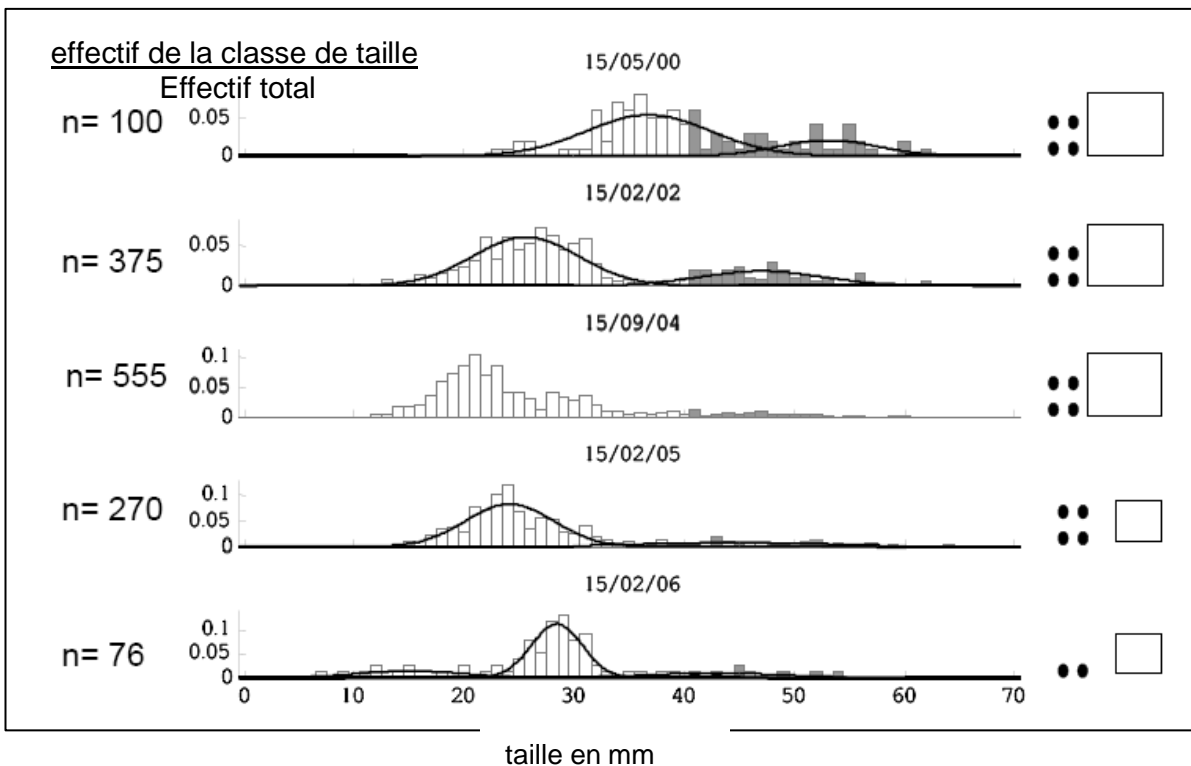 effectif de la classe de taille
Effectif total
15/05/00
n= 100
0.05
0
15/02/02
n= 375
0.05
0
15/09/04
n= 555
0.1
0.05
0
15/02/05
n= 270
0.1
0.05
0
15/02/06
n= 76
0.1
0.05
0
0 10 20 30 40 50 60 70
taille en mm